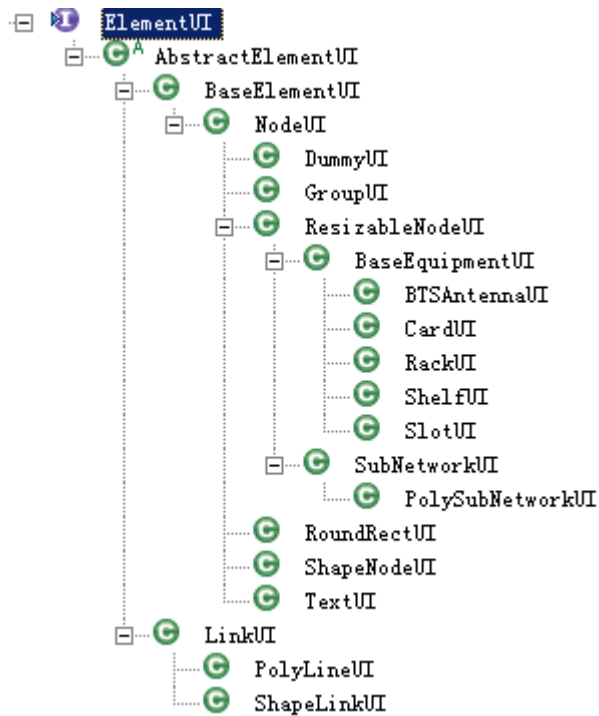 ElementUI
AbstractElementUI
BaseElementUI
NodeUI
DummyUI
GroupUI
ResizableNodeUI
BaseEquipmentUI
BTSAntennaUI
CardUI
RackUI
ShelfUI
SlotUI
SubNetworkUI
PolySubNetworkUI
RoundRectUI
ShapeNodeUI
TextUI
LinkUI
PolyLineUI
ShapeLinkUI